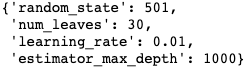 {'random_state': 501,
'num_leaves': 30,
'learning_rate': 0.01,
'estimator_max_depth': 1000}